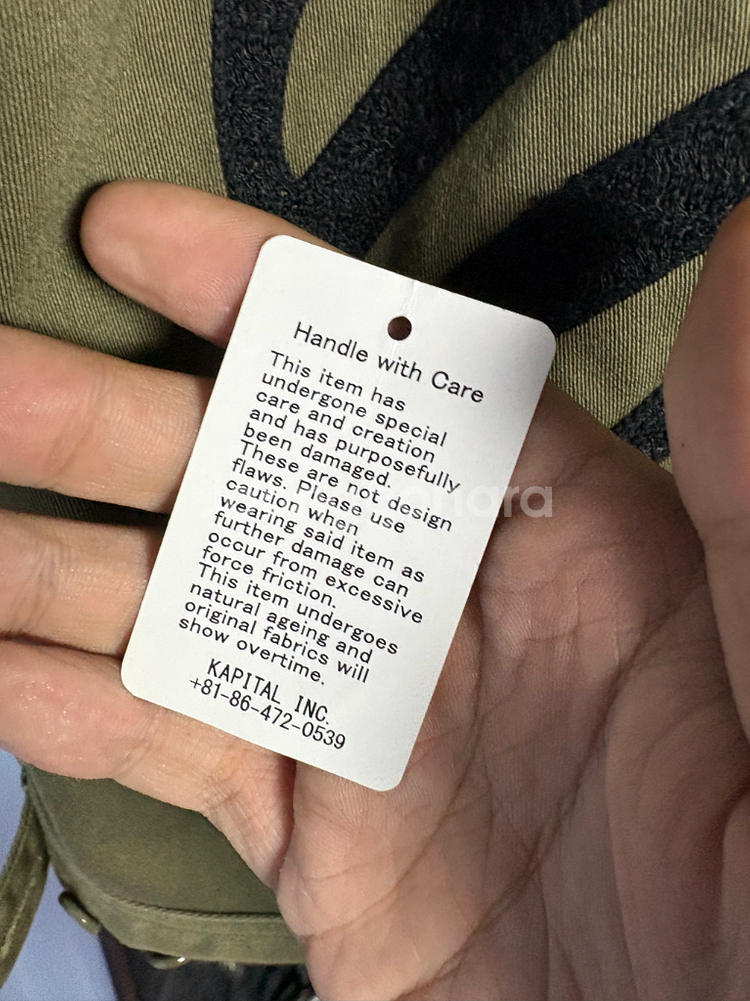 Handle with Care
This item has
undergone special
care and creation
and has purposefully
been damaged.
These are not design
flaws. Please use
caution when
wearing said item as
further damage can
occur from excessive
force friction.
This item undergoes
natural ageing and
original fabrics will
show overtime.
KAPITAL INC.
+81-86-472-0539